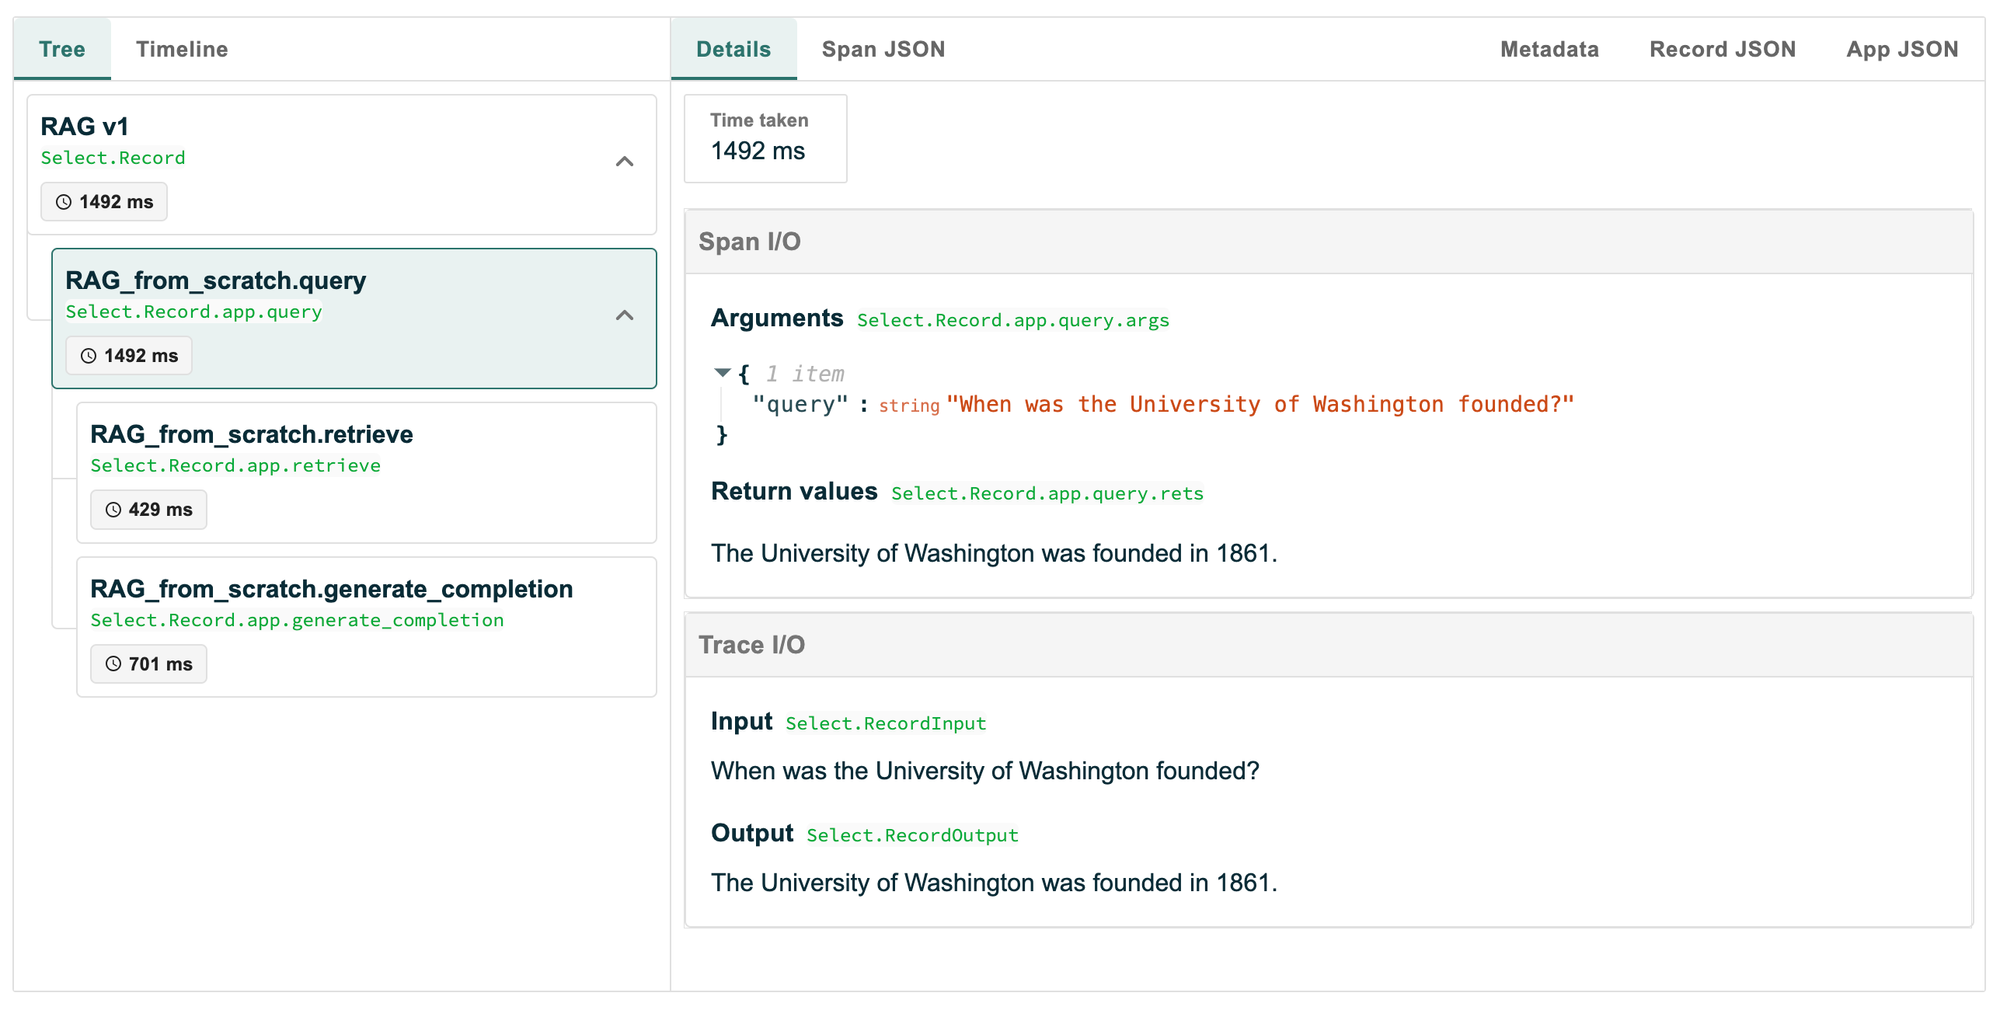 Tree Timeline
RAG v1
Select.Record
1492 ms
RAG_from_scratch.query
Select.Record.app.query
1492 ms
RAG_from_scratch.retrieve
Select.Record.app.retrieve
429 ms
RAG_from_scratch.generate_completion
Select.Record.app.generate_completion
701 ms
Details Span JSON Metadata Record JSON App JSON
Time taken
1492 ms
Span I/O
Arguments Select.Record.app.query.args
{ 1 item
"query" : string "When was the University of Washington founded?"
}
Return values Select.Record.app.query.rets
The University of Washington was founded in 1861.
Trace I/O
Input Select.RecordInput
When was the University of Washington founded?
Output Select.RecordOutput
The University of Washington was founded in 1861.